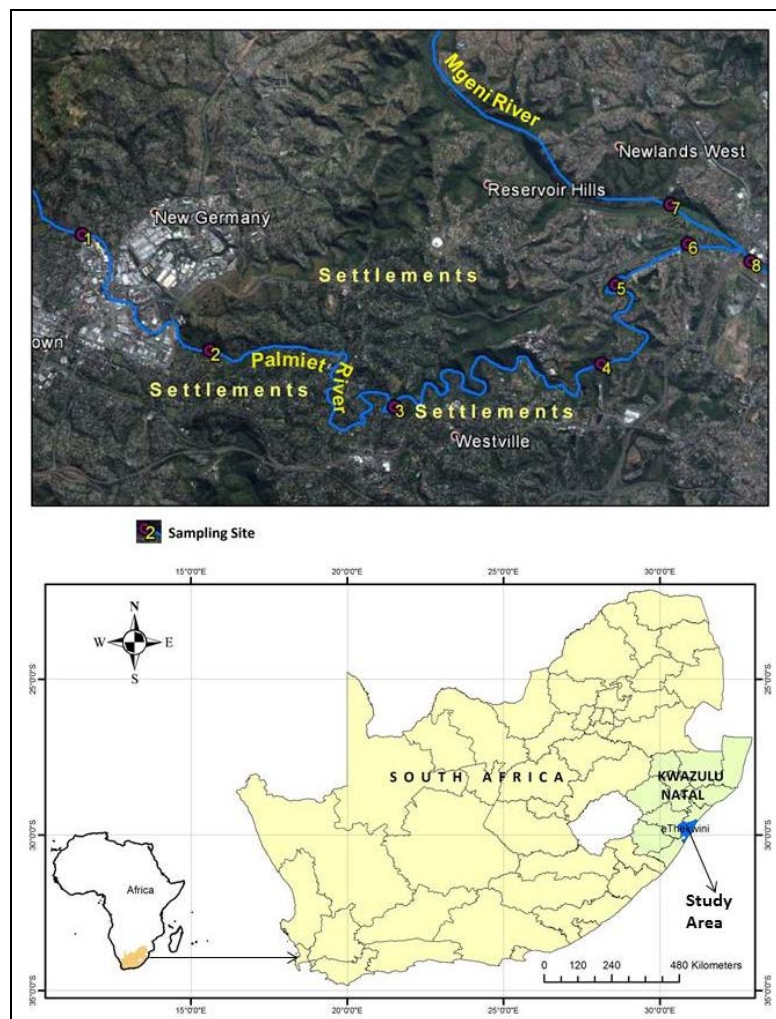 Mgeni River
Newlands West
Reservoir Hills
7
New Germany
1
6
8
Settlements
5
own
2
Palmiet River
4
Settlements
3
Settlements
Westville
2 Sampling Site
15°0'0"E
20°0'0"E
25°0'0"E
30°0'0"E
N
W
E
S
25°0'0"S
25°0'0"S
SOUTH AFRICA
KWAZULU
NATAL
30°0'0"S
eThekwini
30°0'0"S
Africa
Study
Area
0 120 240 480 Kilometers
35°0'0"S
35°0'0"S
15°0'0"E
20°0'0"E
25°0'0"E
30°0'0"E